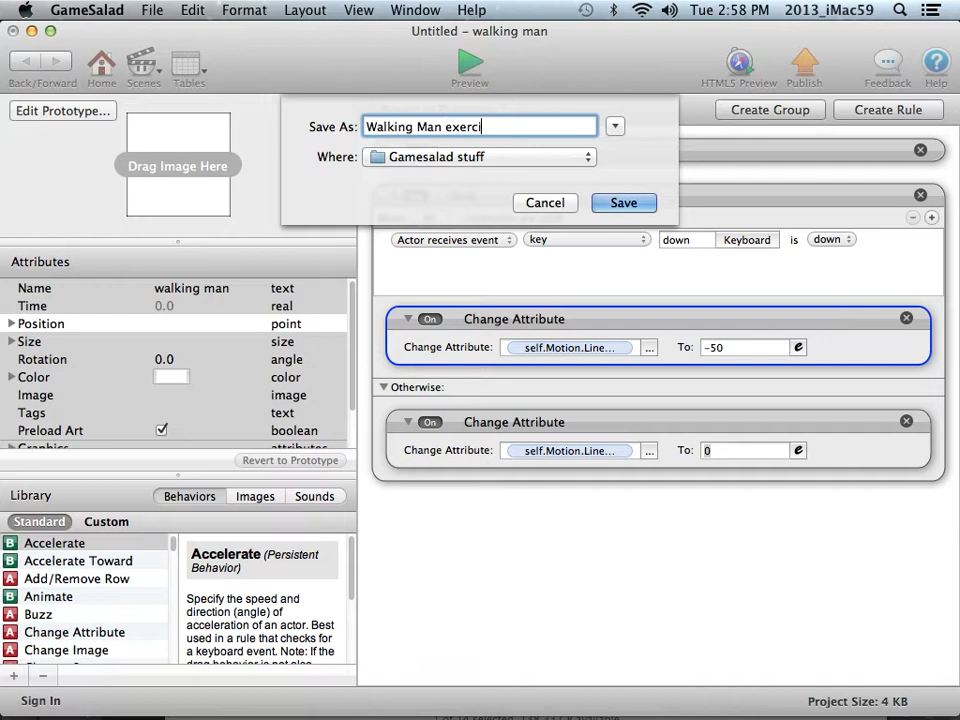 GameSalad File Edit Format Layout View Window Help Tue 2:58 PM 2013_iMac59
Untitled - walking man
Back/Forward Home Scenes Tables Preview HTML5 Preview Publish Feedback Help
Edit Prototype...
Create Group Create Rule
Save As: Walking Man exerci
Where: Gamesalad stuff
Cancel Save
Drag Image Here
Actor receives event key down Keyboard is down
Attributes
Name walking man text
Time 0.0 real
Position point
Size size
Rotation 0.0 angle
Color color
Image image
Tags text
Preload Art boolean
Graphics attributes
Revert to Prototype
On Change Attribute
Change Attribute: self.Motion.Line... ... To: -50 e
Otherwise:
On Change Attribute
Change Attribute: self.Motion.Line... ... To: 0 e
Library Behaviors Images Sounds
Standard Custom
B Accelerate
B Accelerate Toward
A Add/Remove Row
B Animate
A Buzz
A Change Attribute
A Change Image
Accelerate (Persistent
Behavior)
Specify the speed and
direction (angle) of
acceleration of an actor. Best
used in a rule that checks for
a keyboard event. Note: If the
Sign In
Project Size: 4 KB